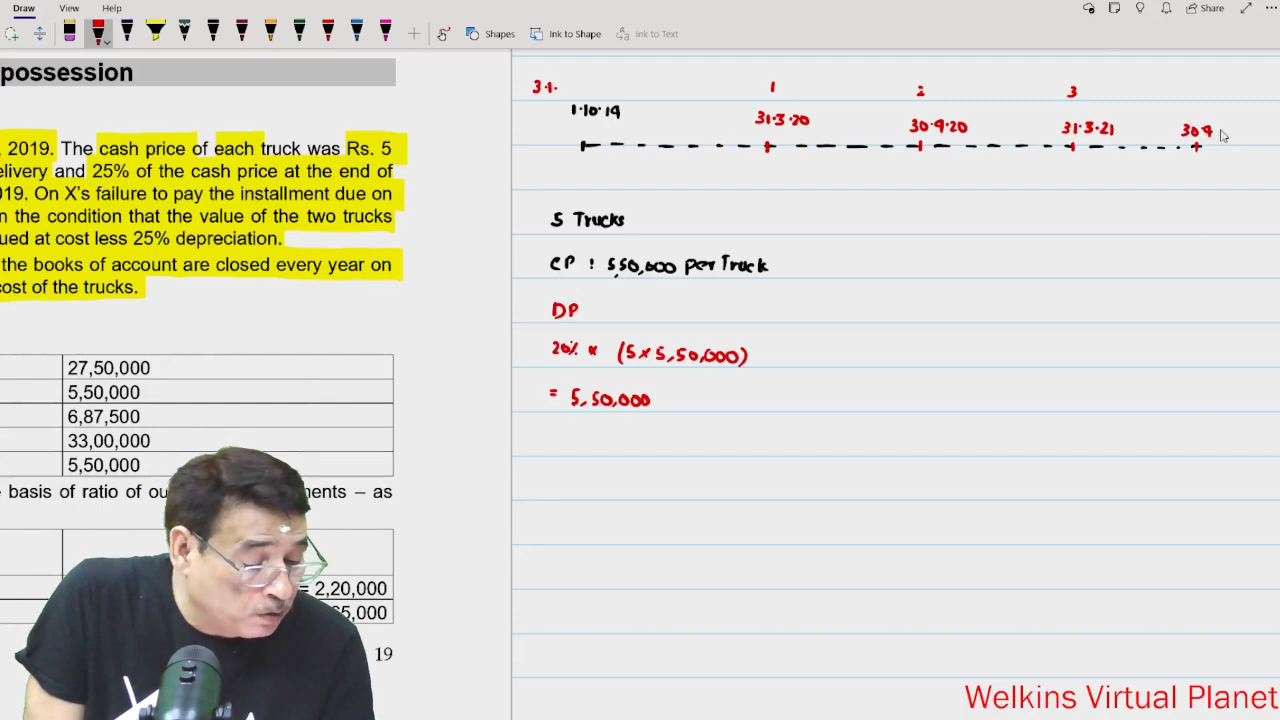 Draw View Help
Share
Shapes Ink to Shape Ink to Text
possession
, 2019. The cash price of each truck was Rs. 5
elivery and 25% of the cash price at the end of
019. On X's failure to pay the installment due on
n the condition that the value of the two trucks
ued at cost less 25% depreciation.
the books of account are closed every year on
cost of the trucks.
27,50,000
5,50,000
6,87,500
33,00,000
5,50,000
e basis of ratio of ou ments – as
= 2,20,000
65,000
19
1 2 3
1.10.19 31.3.20 30.9.20 31.3.21 30.9
5 Trucks
CP : 5,50,000 per Truck
DP
20% × (5 × 5,50,000)
= 5,50,000
Welkins Virtual Planet